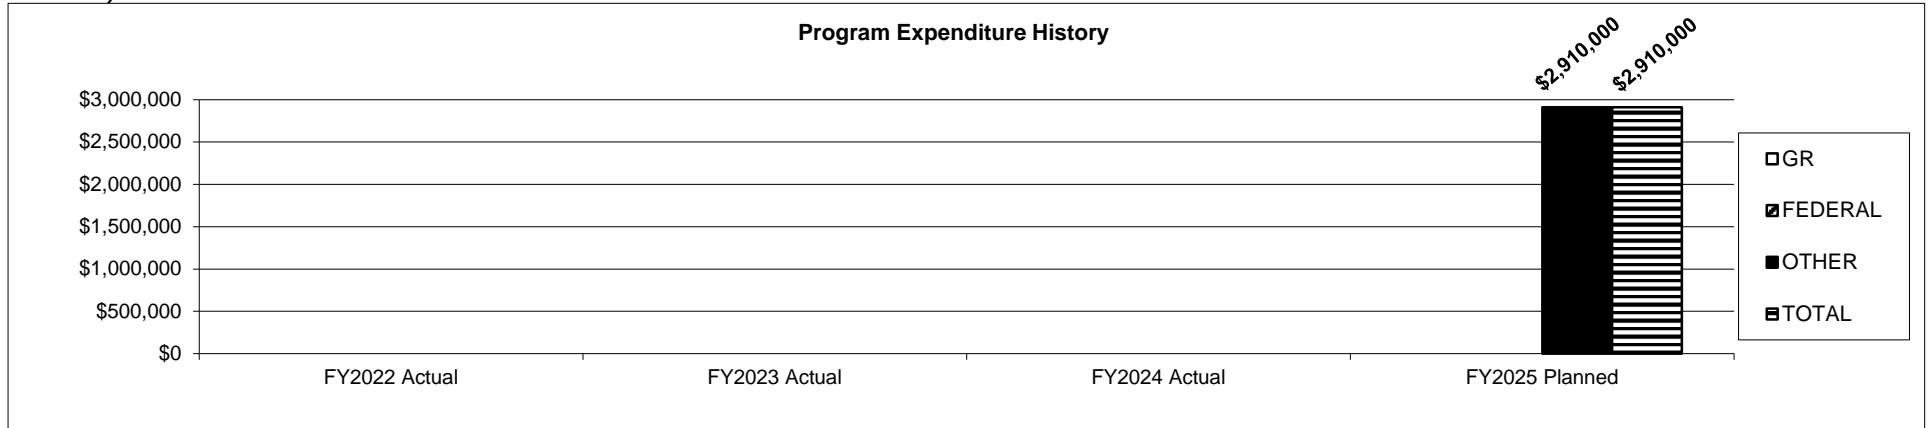 Program Expenditure History
$2,910,000
$2,910,000
$3,000,000
$2,500,000
$2,000,000
$1,500,000
$1,000,000
$500,000
$0
FY2022 Actual
FY2023 Actual
FY2024 Actual
FY2025 Planned
GR
FEDERAL
OTHER
TOTAL